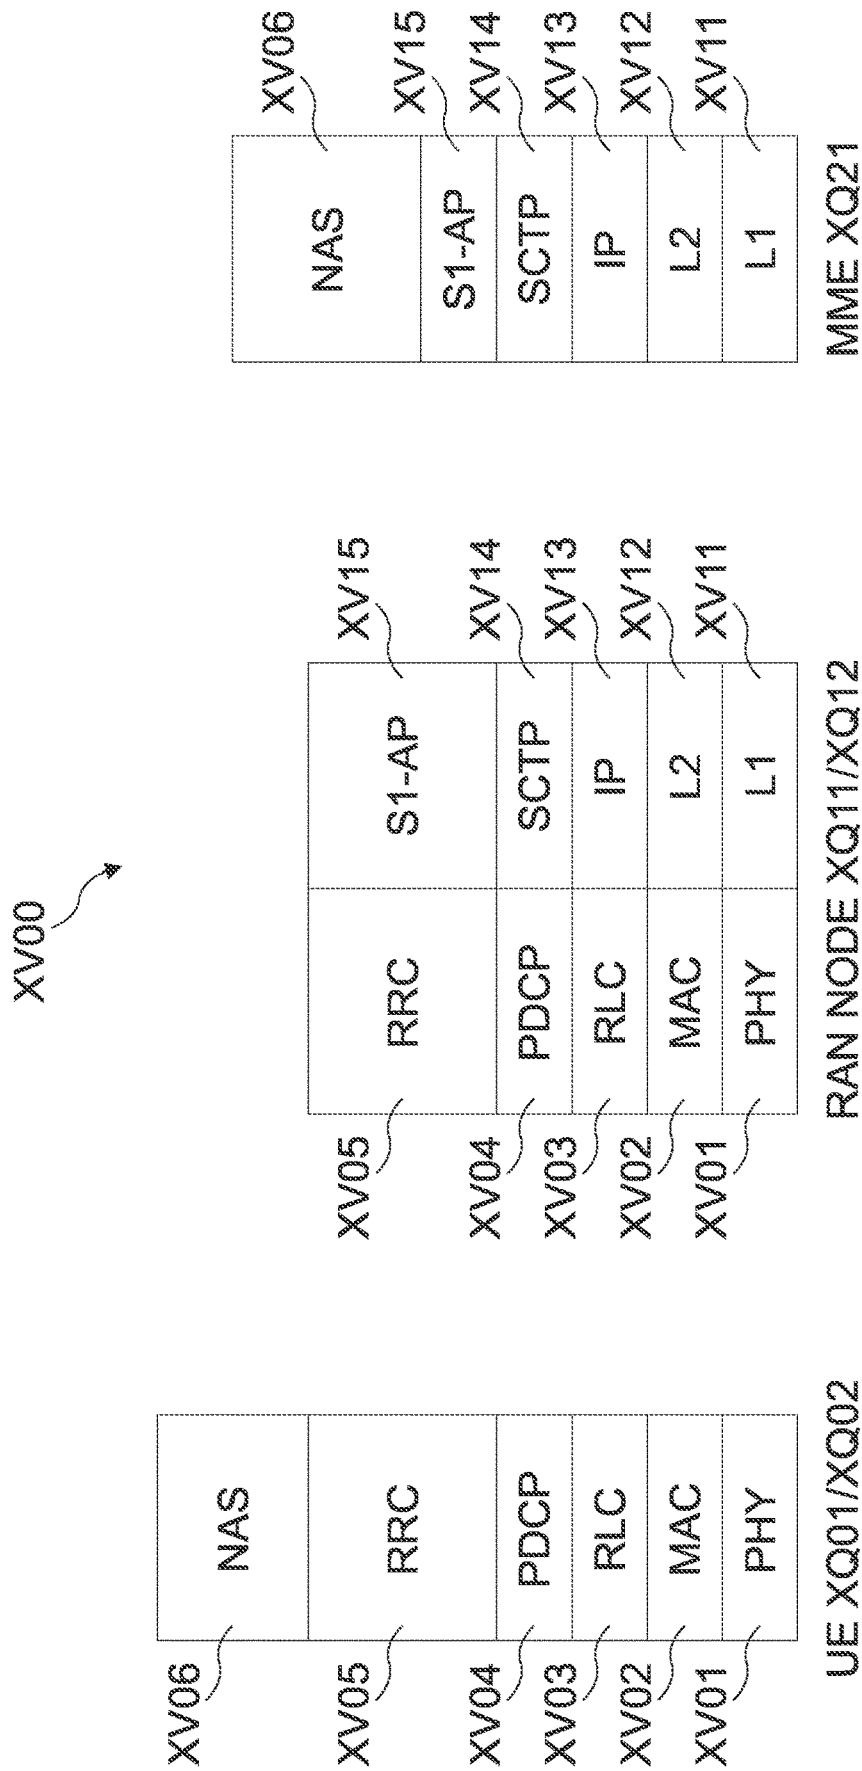 XV00
XV06
NAS
XV05
RRC
XV04
PDCP
XV03
RLC
XV02
MAC
XV01
PHY
UE XQ01/XQ02
XV05
RRC
S1-AP
XV15
XV04
PDCP
SCTP
XV14
XV03
RLC
IP
XV13
XV02
MAC
L2
XV12
XV01
PHY
L1
XV11
RAN NODE XQ11/XQ12
NAS
XV06
S1-AP
XV15
SCTP
XV14
IP
XV13
L2
XV12
L1
XV11
MME XQ21